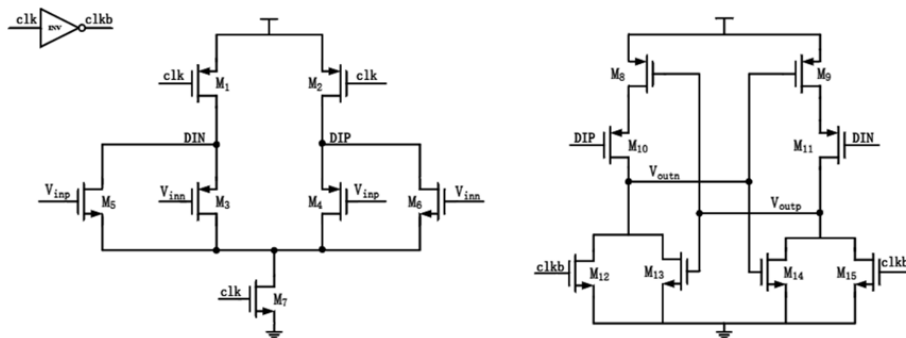 clk INV clkb
M8 M9
clk M1 M2 clk
DIN DIP DIP M10 M11 DIN
Vinp M5 Vinn M3 M4 Vinp M6 Vinn Voutn
Voutp
clkb M12 M13 M14 M15 clkb
clk M7